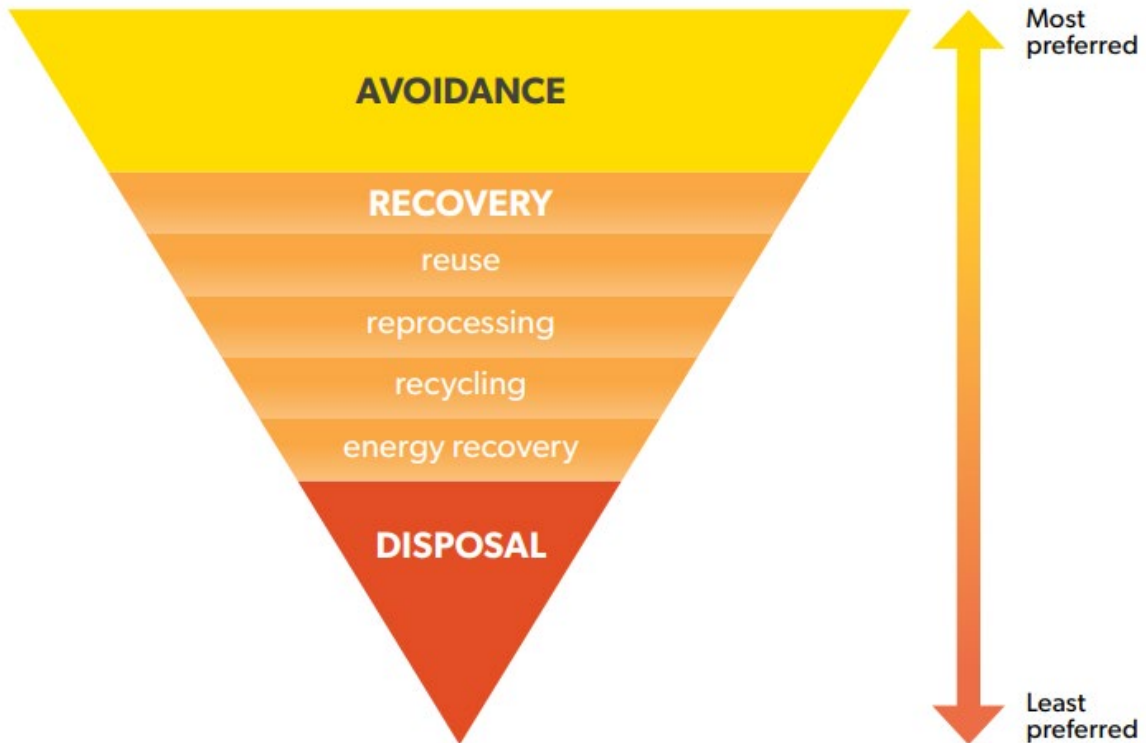 Most
preferred
AVOIDANCE
RECOVERY
reuse
reprocessing
recycling
energy recovery
DISPOSAL
Least
preferred